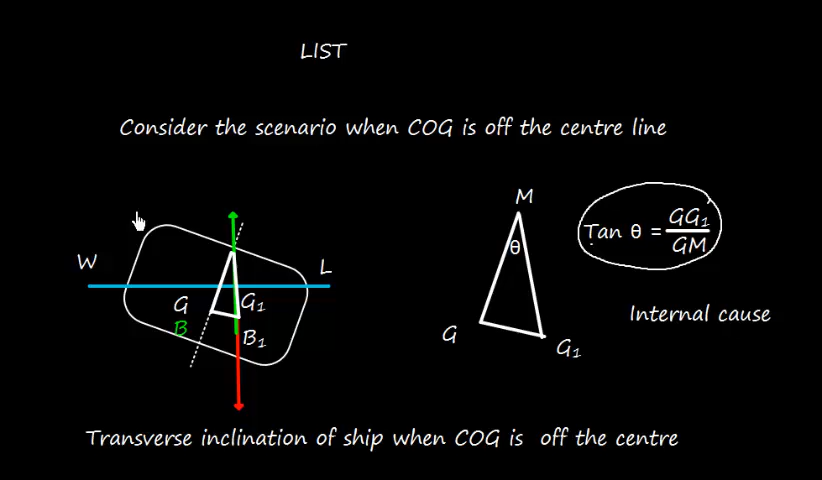 LIST
Consider the scenario when COG is off the centre line
W
L
G
G₁
B
B₁
M
θ
G
G₁
Tan θ = GG₁ / GM
Internal cause
Transverse inclination of ship when COG is off the centre